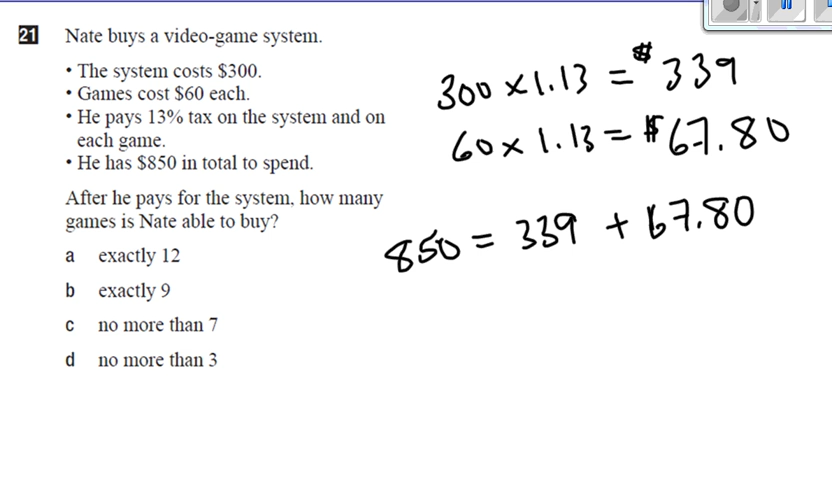 21 Nate buys a video-game system.
• The system costs $300.
• Games cost $60 each.
• He pays 13% tax on the system and on
each game.
• He has $850 in total to spend.
After he pays for the system, how many
games is Nate able to buy?
a exactly 12
b exactly 9
c no more than 7
d no more than 3
300 × 1.13 = $339
60 × 1.13 = $67.80
850 = 339 + 67.80